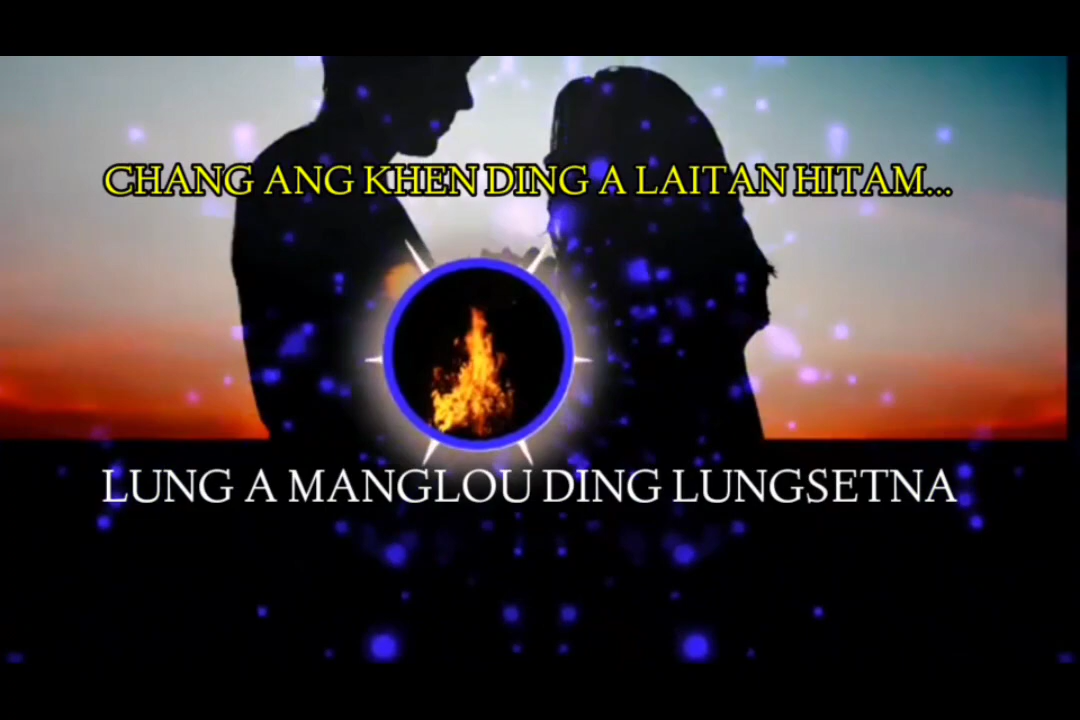 CHANG ANG KHEN DING A LAITAN HITAM...
LUNG A MANGLOU DING LUNGSETNA